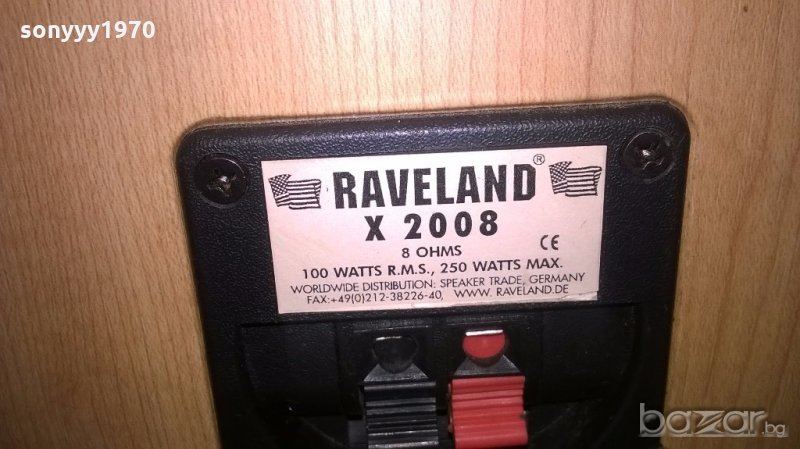 sonyyy1970
RAVELAND®
X 2008
8 OHMS
CE
100 WATTS R.M.S., 250 WATTS MAX.
WORLDWIDE DISTRIBUTION: SPEAKER TRADE, GERMANY
FAX:+49(0)212-38226-40, WWW. RAVELAND.DE
bazar.bg